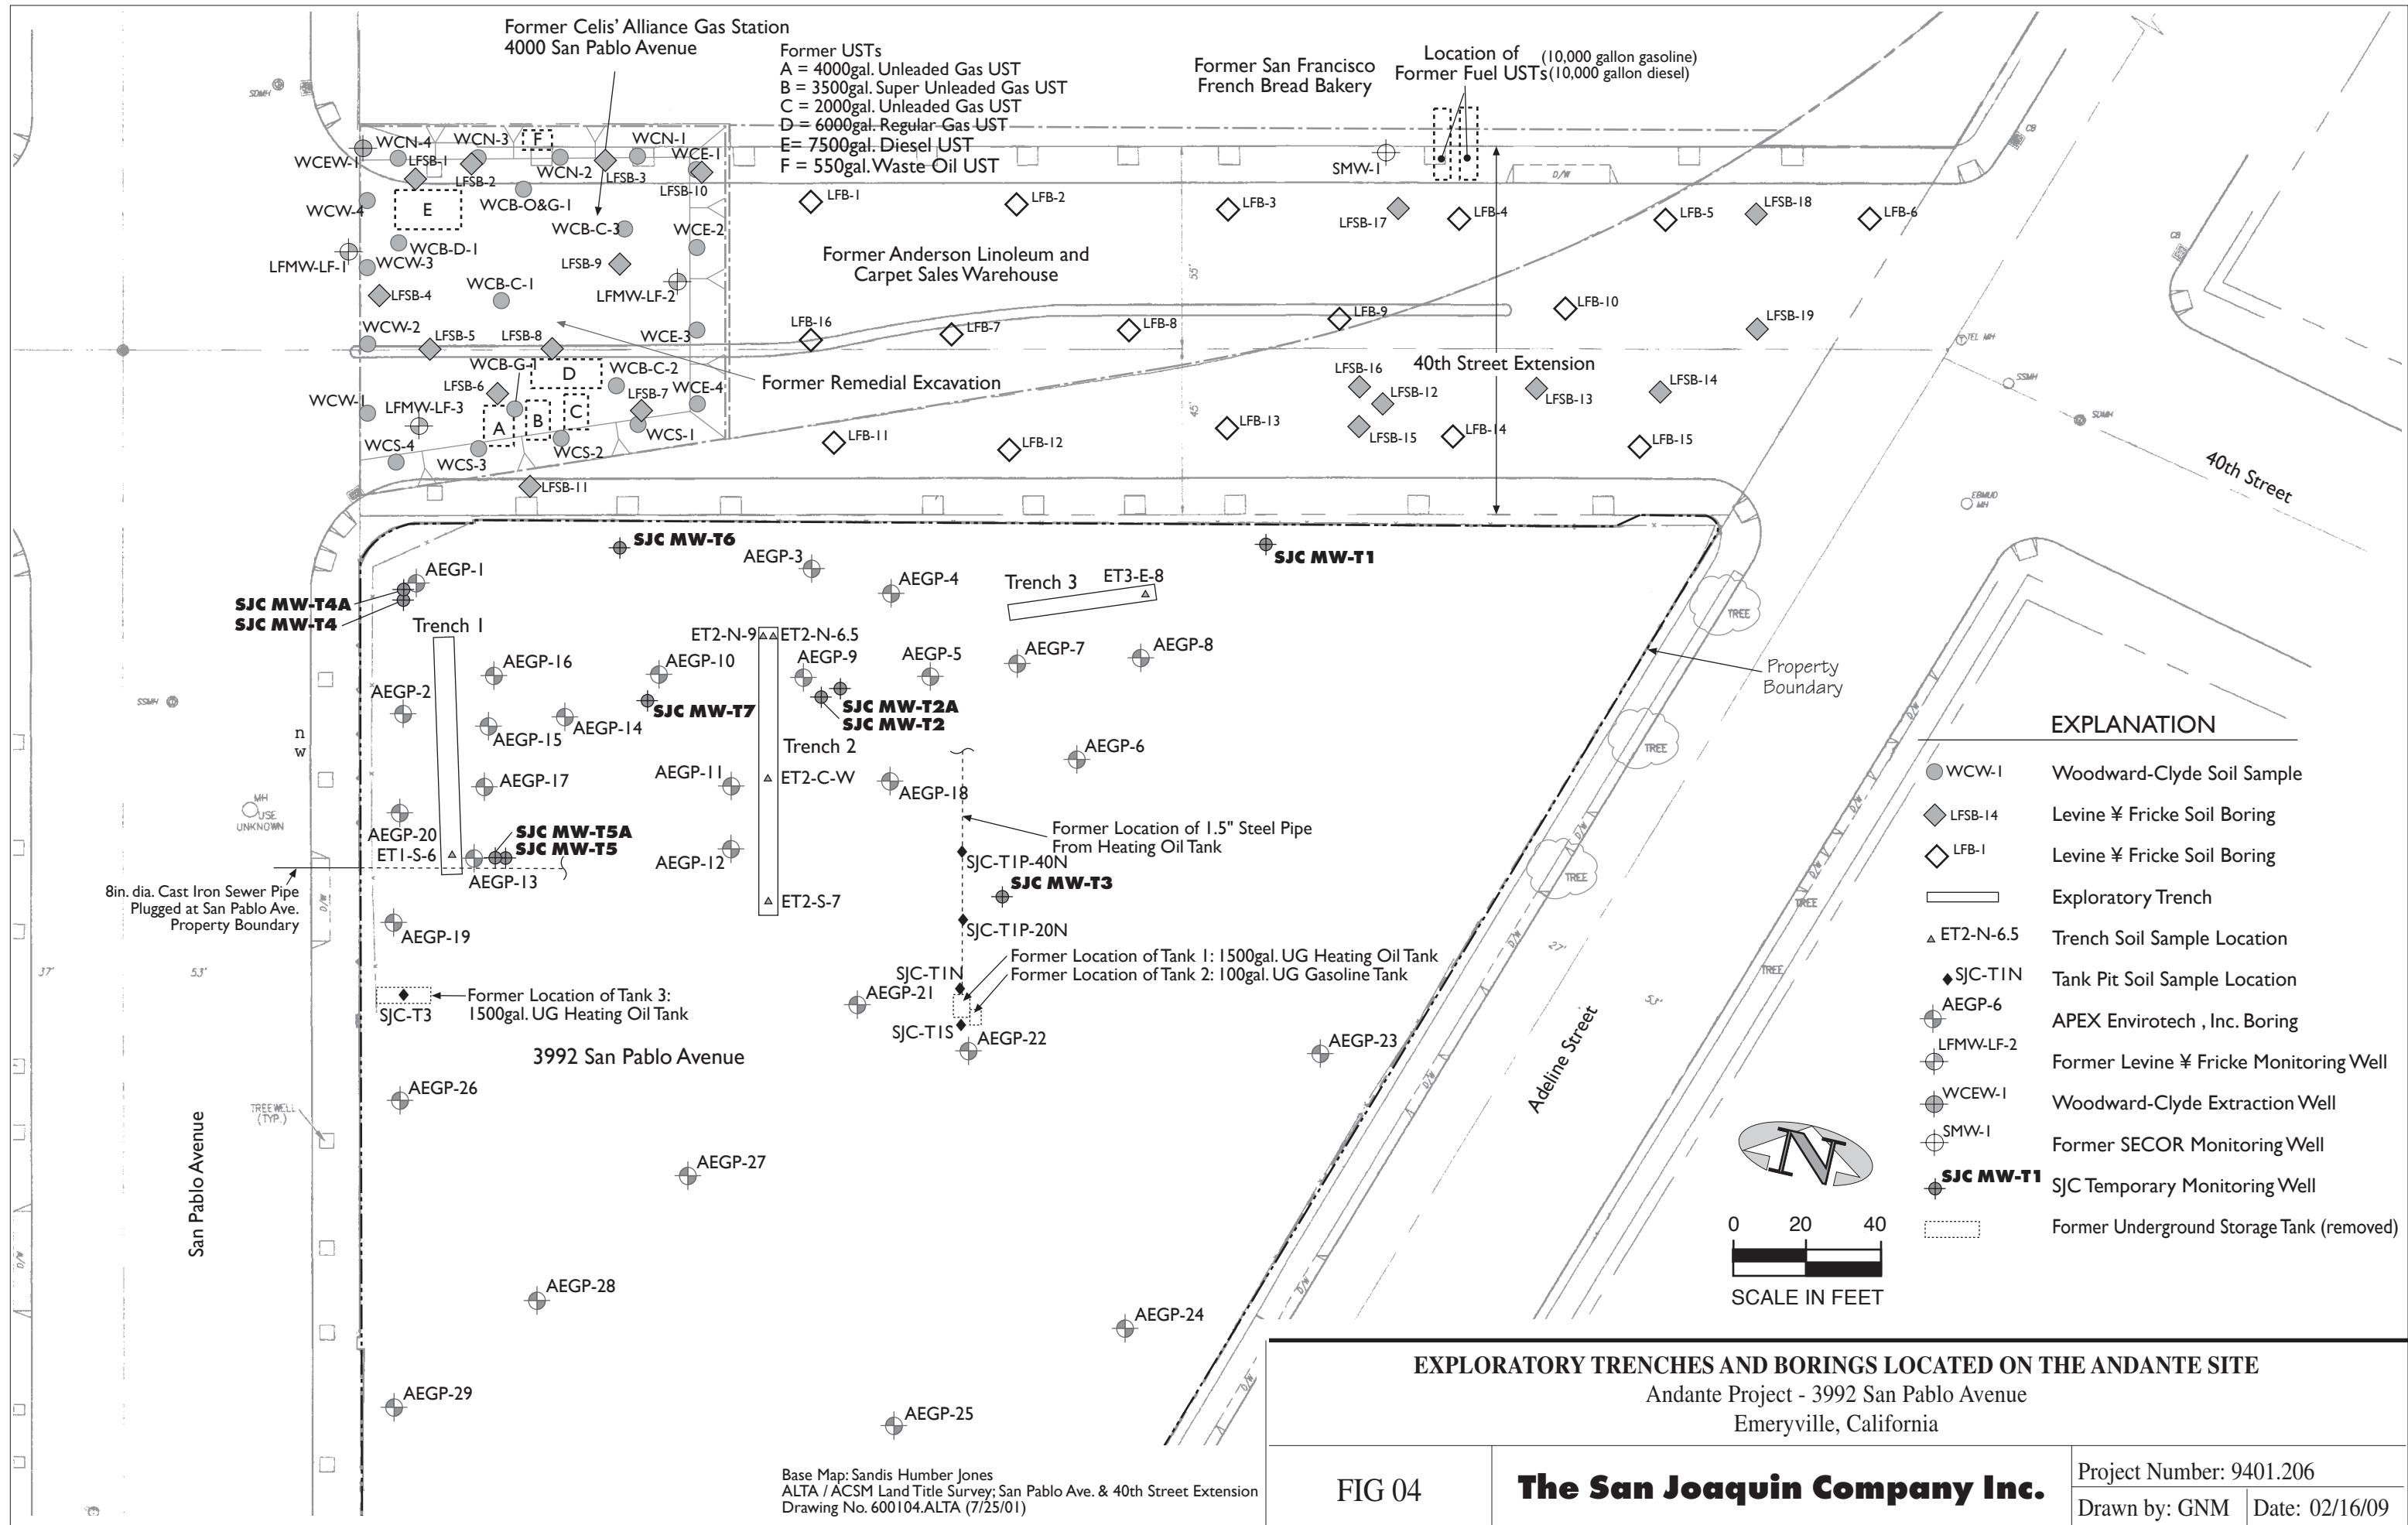 Former Celis' Alliance Gas Station
4000 San Pablo Avenue
Former USTs
A = 4000gal. Unleaded Gas UST
B = 3500gal. Super Unleaded Gas UST
C = 2000gal. Unleaded Gas UST
D = 6000gal. Regular Gas UST
E= 7500gal. Diesel UST
F = 550gal. Waste Oil UST
Former San Francisco
French Bread Bakery
Location of
Former Fuel USTs
(10,000 gallon gasoline)
(10,000 gallon diesel)
SDMH
WCN-4
WCN-3
F
WCN-1
WCEW-1
LFSB-1
LFSB-2
WCN-2
LFSB-3
WCE-1
LFSB-10
SMW-1
D/W
CB
CB
WCW-4
E
WCB-O&G-1
WCB-C-3
WCE-2
LFB-1
LFB-2
LFB-3
LFSB-17
LFB-4
LFB-5
LFSB-18
LFB-6
WCB-D-1
LFMW-LF-1
WCW-3
LFSB-9
Former Anderson Linoleum and
Carpet Sales Warehouse
55'
LFSB-4
WCB-C-1
LFMW-LF-2
WCW-2
LFSB-5
LFSB-8
WCE-3
LFB-16
LFB-7
LFB-8
LFB-9
LFB-10
LFSB-19
TEL MH
WCB-G-1
D
WCB-C-2
Former Remedial Excavation
40th Street Extension
LFSB-6
LFSB-7
WCE-4
LFSB-16
LFSB-12
LFSB-13
LFSB-14
SSMH
WCW-1
LFMW-LF-3
A
B
C
45'
SDMH
WCS-4
WCS-3
WCS-2
WCS-1
LFB-11
LFB-12
LFB-13
LFSB-15
LFB-14
LFB-15
40th Street
LFSB-11
EBMUD
MH
SJC MW-T6
SJC MW-T1
AEGP-1
AEGP-3
AEGP-4
Trench 3
ET3-E-8
SJC MW-T4A
SJC MW-T4
Trench 1
TREE
ET2-N-9
ET2-N-6.5
AEGP-16
AEGP-10
AEGP-9
AEGP-5
AEGP-7
AEGP-8
Property
Boundary
AEGP-2
SSMH
AEGP-15
AEGP-14
SJC MW-T7
SJC MW-T2A
SJC MW-T2
n
w
Trench 2
AEGP-6
TREE
D/W
AEGP-17
AEGP-11
ET2-C-W
AEGP-18
MH
USE
UNKNOWN
AEGP-20
ET1-S-6
SJC MW-T5A
SJC MW-T5
AEGP-12
Former Location of 1.5" Steel Pipe
From Heating Oil Tank
SJC-T1P-40N
D/W
D/W
AEGP-13
SJC MW-T3
TREE
TREE
8in. dia. Cast Iron Sewer Pipe
Plugged at San Pablo Ave.
Property Boundary
D/W
ET2-S-7
AEGP-19
SJC-T1P-20N
D/W
27'
37'
53'
Former Location of Tank 1: 1500gal. UG Heating Oil Tank
Former Location of Tank 2: 100gal. UG Gasoline Tank
SJC-T1N
D/W
TREE
Former Location of Tank 3:
1500gal. UG Heating Oil Tank
SJC-T3
AEGP-21
SJC-T1S
AEGP-22
AEGP-23
3992 San Pablo Avenue
Adeline Street
D/W
AEGP-26
TREEWELL
(TYP.)
San Pablo Avenue
AEGP-27
D/W
AEGP-28
D/W
AEGP-24
AEGP-29
AEGP-25
D/W
EXPLANATION
WCW-1 Woodward-Clyde Soil Sample
LFSB-14 Levine ¥ Fricke Soil Boring
LFB-1 Levine ¥ Fricke Soil Boring
Exploratory Trench
ET2-N-6.5 Trench Soil Sample Location
SJC-T1N Tank Pit Soil Sample Location
AEGP-6 APEX Envirotech , Inc. Boring
LFMW-LF-2 Former Levine ¥ Fricke Monitoring Well
WCEW-1 Woodward-Clyde Extraction Well
SMW-1 Former SECOR Monitoring Well
SJC MW-T1 SJC Temporary Monitoring Well
Former Underground Storage Tank (removed)
N
0 20 40
SCALE IN FEET
Base Map: Sandis Humber Jones
ALTA / ACSM Land Title Survey; San Pablo Ave. & 40th Street Extension
Drawing No. 600104.ALTA (7/25/01)
EXPLORATORY TRENCHES AND BORINGS LOCATED ON THE ANDANTE SITE
Andante Project - 3992 San Pablo Avenue
Emeryville, California
FIG 04
The San Joaquin Company Inc.
Project Number: 9401.206
Drawn by: GNM
Date: 02/16/09